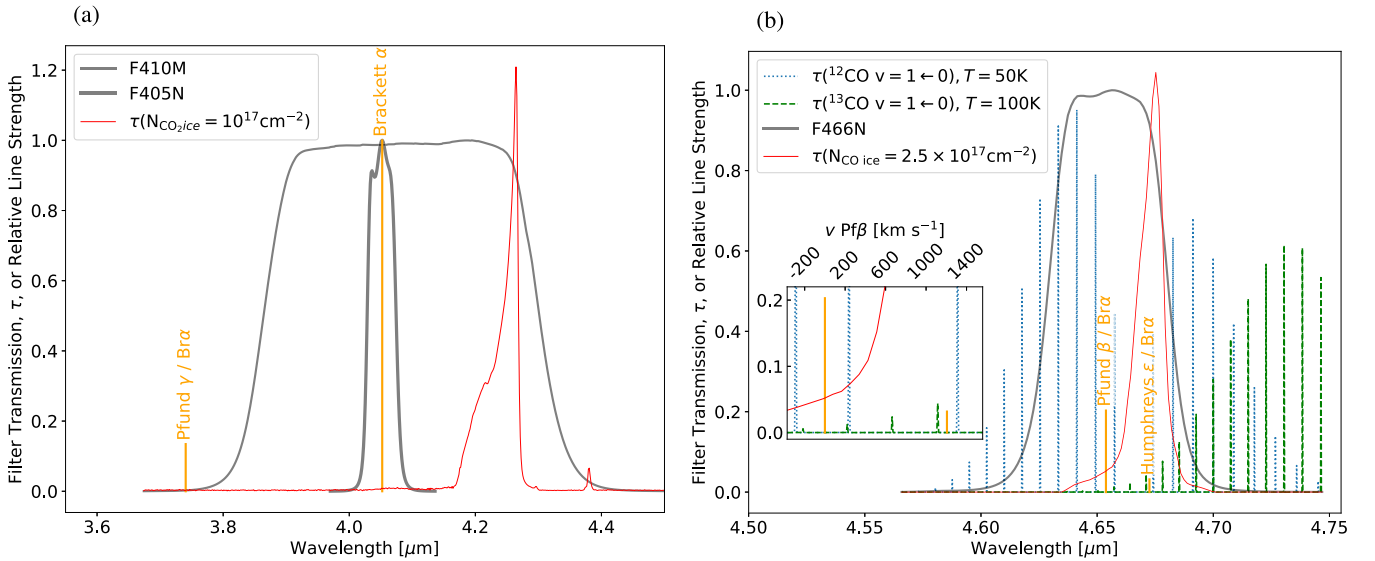 (a)
F410M
F405N
τ(N_CO₂ice = 10¹⁷cm⁻²)
Brackett α
Pfund γ / Brα
Filter Transmission, τ, or Relative Line Strength
1.2
1.0
0.8
0.6
0.4
0.2
0.0
3.6 3.8 4.0 4.2 4.4
Wavelength [μm]
(b)
τ(¹²CO v = 1 ← 0), T = 50K
τ(¹³CO v = 1 ← 0), T = 100K
F466N
τ(N_CO ice = 2.5 × 10¹⁷cm⁻²)
v Pfβ [km s⁻¹]
-200 200 600 1000 1400
0.2
0.1
0.0
Pfund β / Brα
Humphreys ε / Brα
Filter Transmission, τ, or Relative Line Strength
1.0
0.8
0.6
0.4
0.2
0.0
4.50 4.55 4.60 4.65 4.70 4.75
Wavelength [μm]